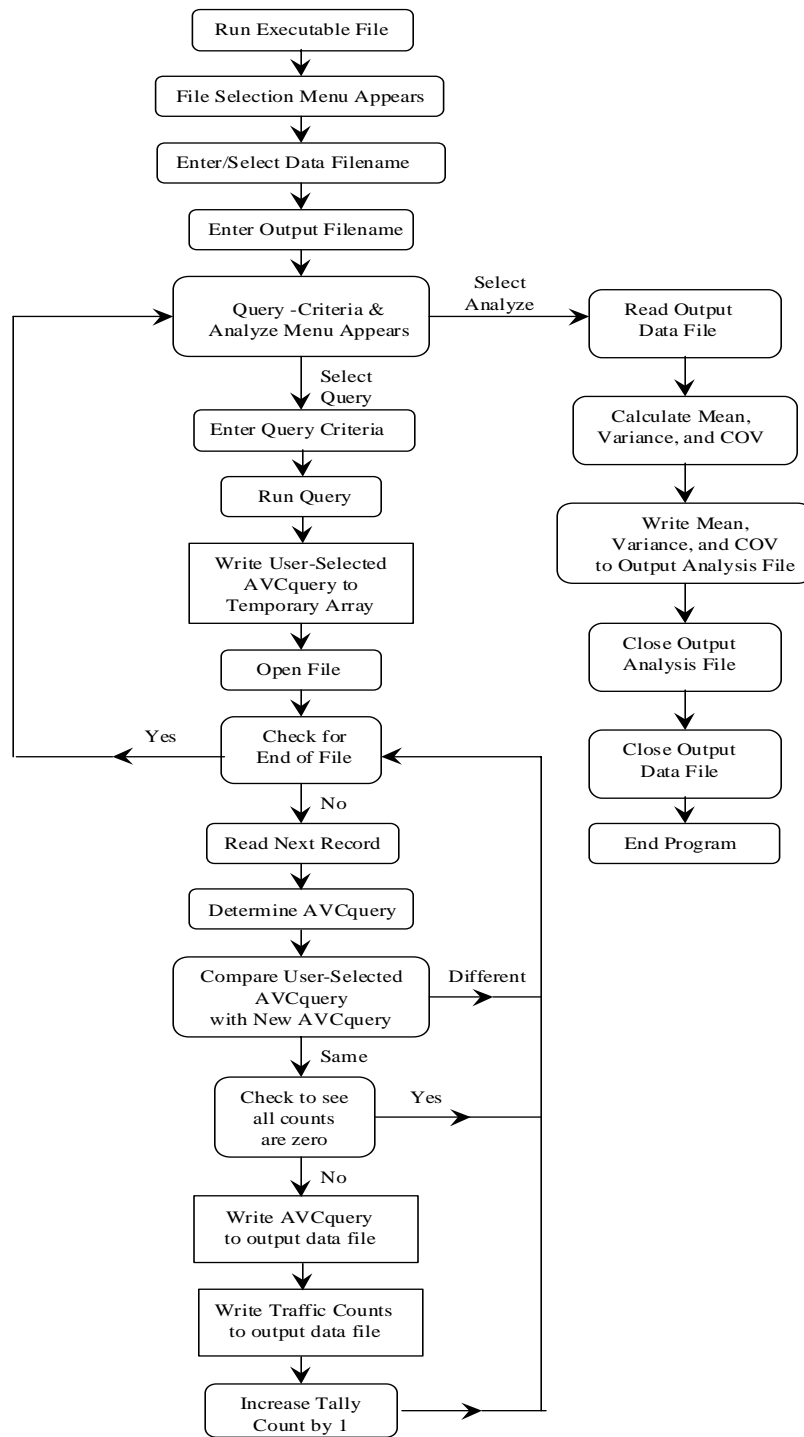 Run Executable File
File Selection Menu Appears
Enter/Select Data Filename
Enter Output Filename
Query -Criteria &
Analyze Menu Appears
Select
Analyze
Read Output
Data File
Select
Query
Calculate Mean,
Variance, and COV
Enter Query Criteria
Run Query
Write Mean,
Variance, and COV
to Output Analysis File
Write User-Selected
AVCquery to
Temporary Array
Close Output
Analysis File
Open File
Yes
Check for
End of File
Close Output
Data File
No
End Program
Read Next Record
Determine AVCquery
Compare User-Selected
AVCquery
with New AVCquery
Different
Same
Check to see
all counts
are zero
Yes
No
Write AVCquery
to output data file
Write Traffic Counts
to output data file
Increase Tally
Count by 1